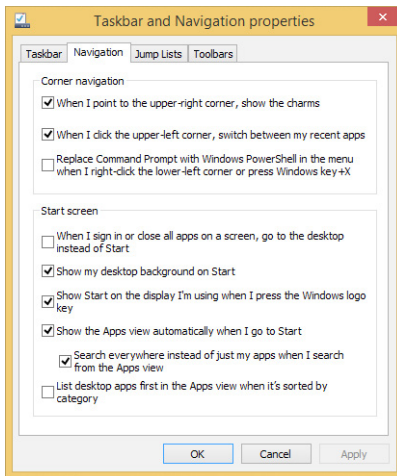 Taskbar and Navigation properties
Taskbar Navigation Jump Lists Toolbars
Corner navigation
When I point to the upper-right corner, show the charms
When I click the upper-left corner, switch between my recent apps
Replace Command Prompt with Windows PowerShell in the menu
when I right-click the lower-left corner or press Windows key+X
Start screen
When I sign in or close all apps on a screen, go to the desktop
instead of Start
Show my desktop background on Start
Show Start on the display I'm using when I press the Windows logo
key
Show the Apps view automatically when I go to Start
Search everywhere instead of just my apps when I search
from the Apps view
List desktop apps first in the Apps view when it's sorted by
category
OK Cancel Apply